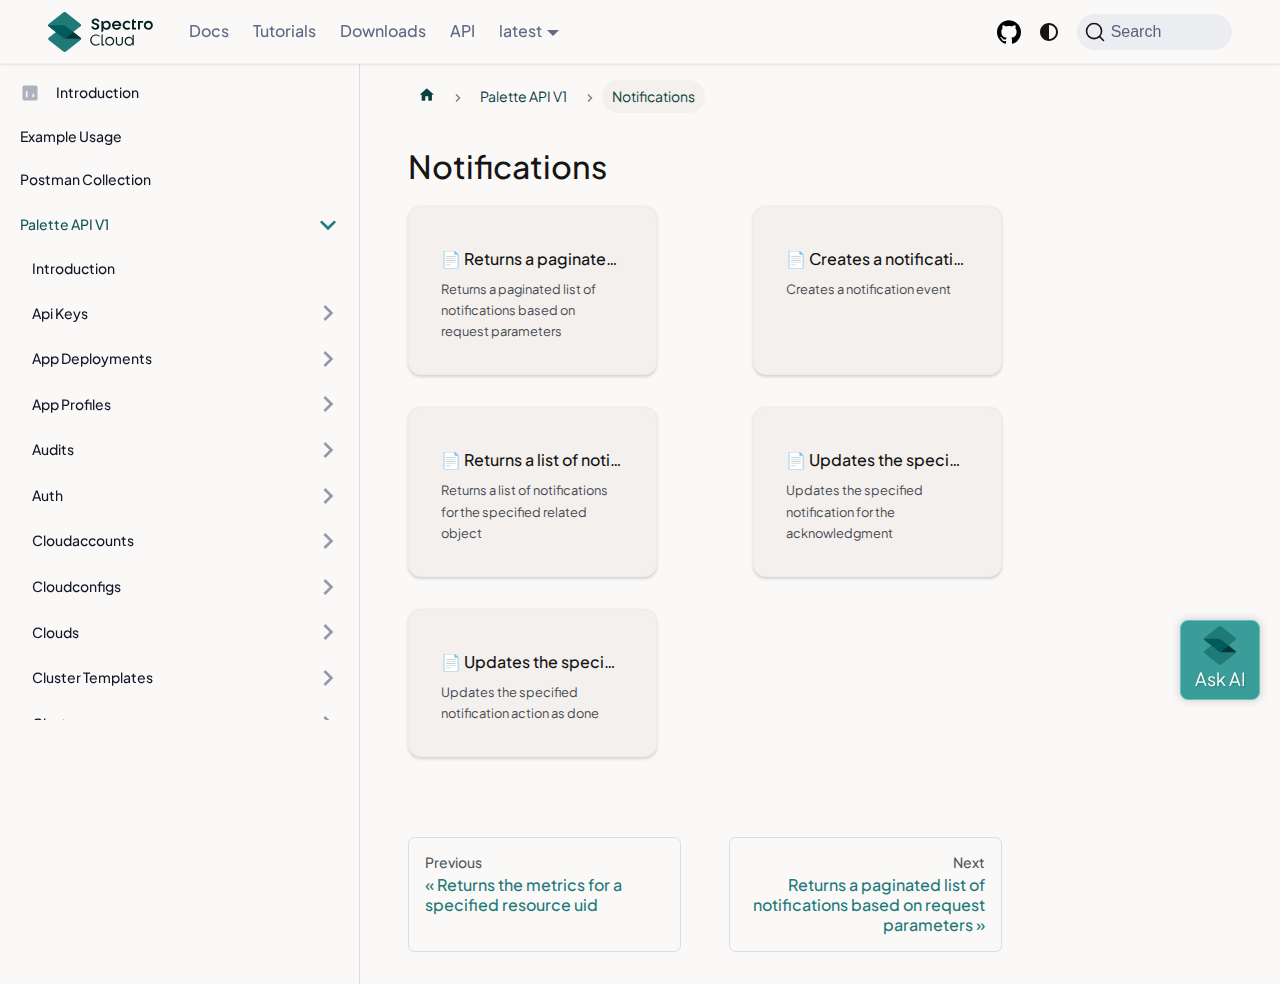 Spectro
Cloud
Docs
Tutorials
Downloads
API
latest
Search
Introduction
Example Usage
Postman Collection
Palette API V1
Introduction
Api Keys
App Deployments
App Profiles
Audits
Auth
Cloudaccounts
Cloudconfigs
Clouds
Cluster Templates
Palette API V1
Notifications
Notifications
Returns a paginate...
Returns a paginated list of
notifications based on
request parameters
Creates a notificati...
Creates a notification event
Returns a list of noti...
Returns a list of notifications
for the specified related
object
Updates the speci...
Updates the specified
notification for the
acknowledgment
Updates the speci...
Updates the specified
notification action as done
Previous
« Returns the metrics for a
specified resource uid
Next
Returns a paginated list of
notifications based on request
parameters »
Ask AI